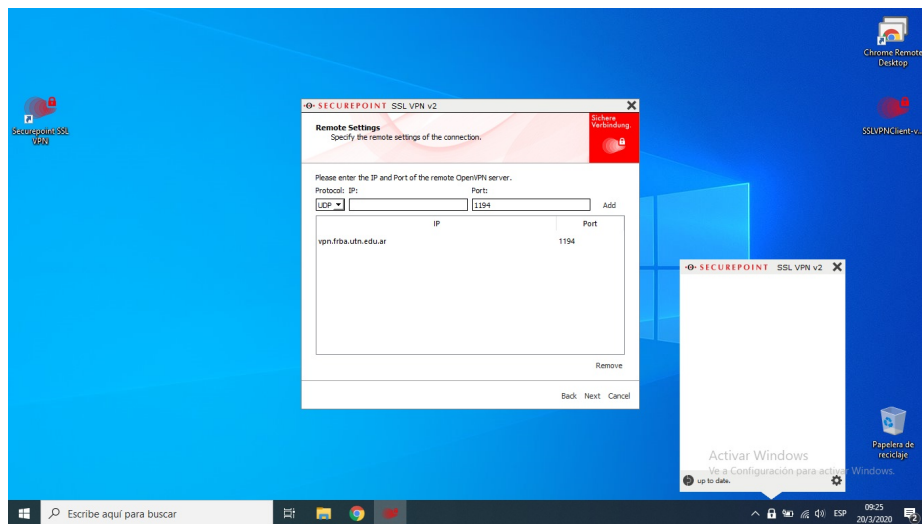 Chrome Remote
Desktop
Securepoint SSL
VPN
SSLVPNClient-v...
SECUREPOINT SSL VPN v2
Remote Settings
Specify the remote settings of the connection.
Sichere
Verbindung.
Please enter the IP and Port of the remote OpenVPN server.
Protocol: IP: Port:
UDP 1194 Add
IP Port
vpn.frba.utn.edu.ar 1194
Remove
Back Next Cancel
SECUREPOINT SSL VPN v2
Activar Windows
Ve a Configuración para activar Windows.
up to date.
Papelera de
reciclaje
Escribe aquí para buscar
ESP
09:25
20/3/2020